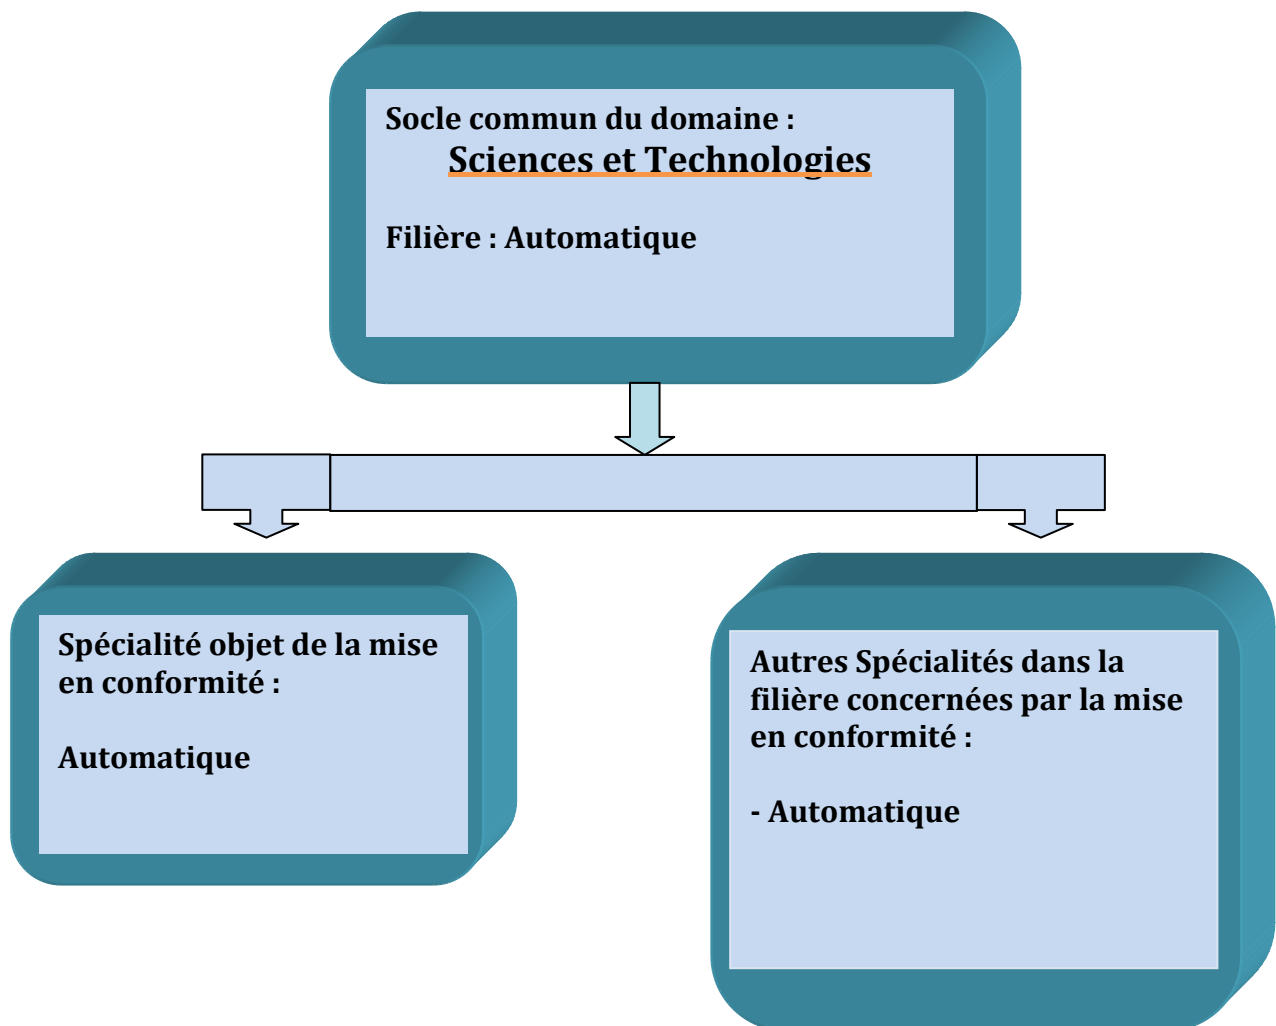 Socle commun du domaine :
Sciences et Technologies
Filière : Automatique
Spécialité objet de la mise
en conformité :
Automatique
Autres Spécialités dans la
filière concernées par la mise
en conformité :
- Automatique